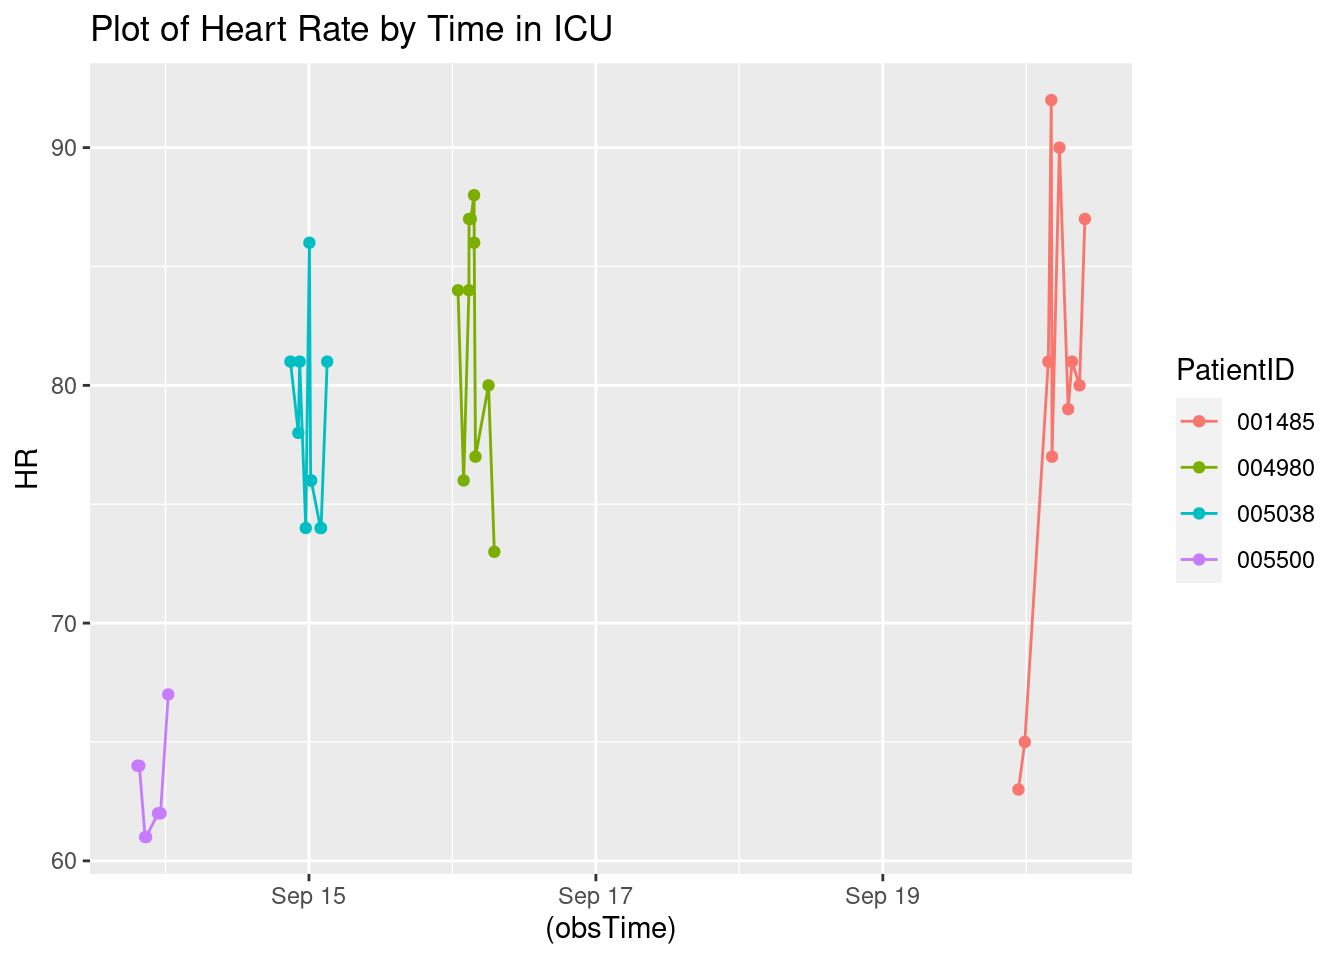 Plot of Heart Rate by Time in ICU
90
80
70
60
HR
Sep 15
Sep 17
Sep 19
(obsTime)
PatientID
001485
004980
005038
005500